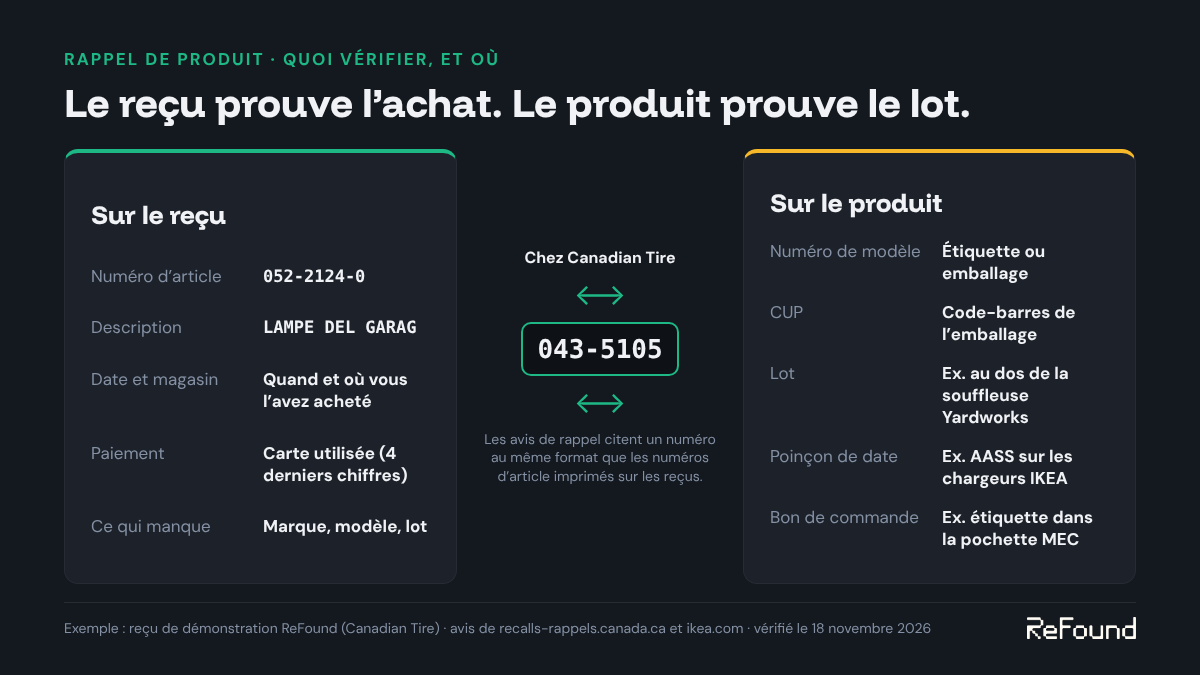 RAPPEL DE PRODUIT · QUOI VÉRIFIER, ET OÙ
Le reçu prouve l’achat. Le produit prouve le lot.
Sur le reçu
Numéro d’article 052-2124-0
Description LAMPE DEL GARAG
Date et magasin Quand et où vous
l’avez acheté
Paiement Carte utilisée (4
derniers chiffres)
Ce qui manque Marque, modèle, lot
Chez Canadian Tire
043-5105
Les avis de rappel citent un numéro
au même format que les numéros
d’article imprimés sur les reçus.
Sur le produit
Numéro de modèle Étiquette ou
emballage
CUP Code-barres de
l’emballage
Lot Ex. au dos de la
souffleuse
Yardworks
Poinçon de date Ex. AASS sur les
chargeurs IKEA
Bon de commande Ex. étiquette dans
la pochette MEC
Exemple : reçu de démonstration ReFound (Canadian Tire) · avis de recalls-rappels.canada.ca et ikea.com · vérifié le 18 novembre 2026
ReFound